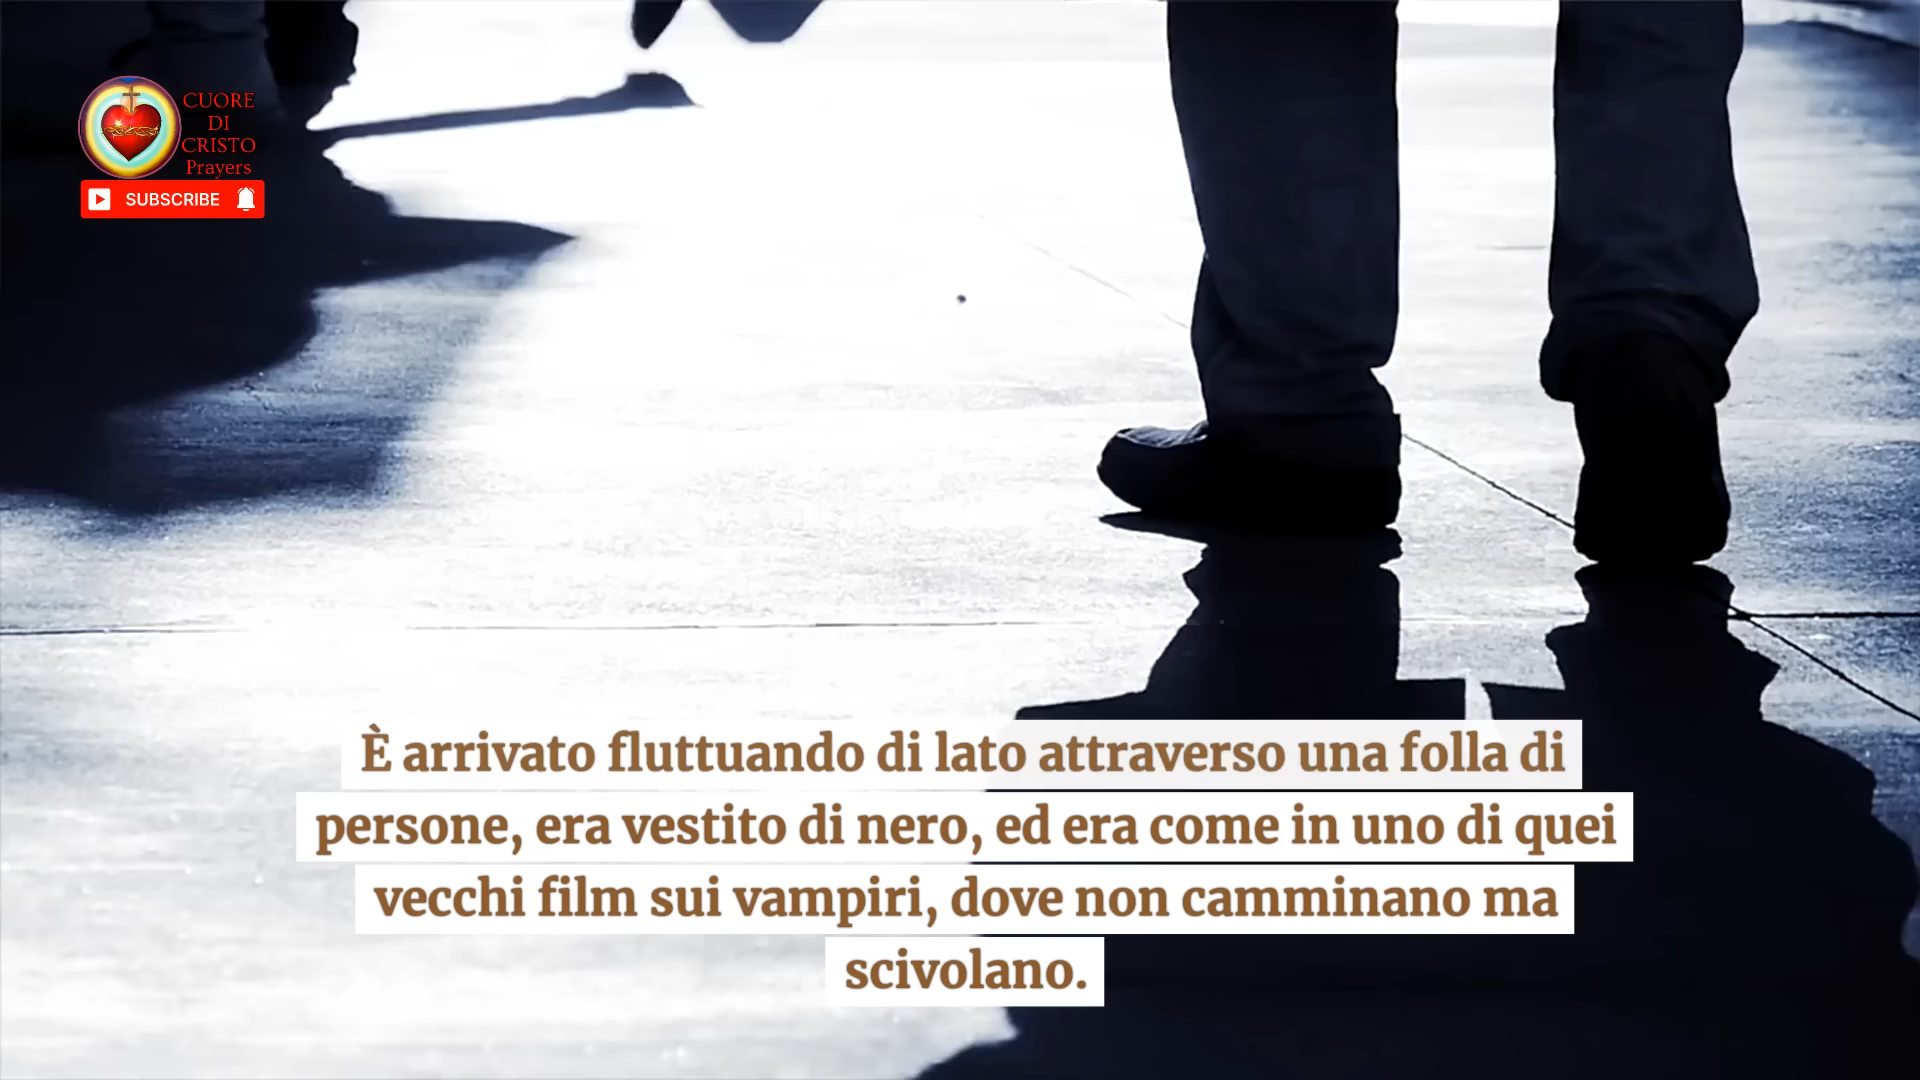 CUORE
DI
CRISTO
Prayers
SUBSCRIBE
È arrivato fluttuando di lato attraverso una folla di
persone, era vestito di nero, ed era come in uno di quei
vecchi film sui vampiri, dove non camminano ma
scivolano.